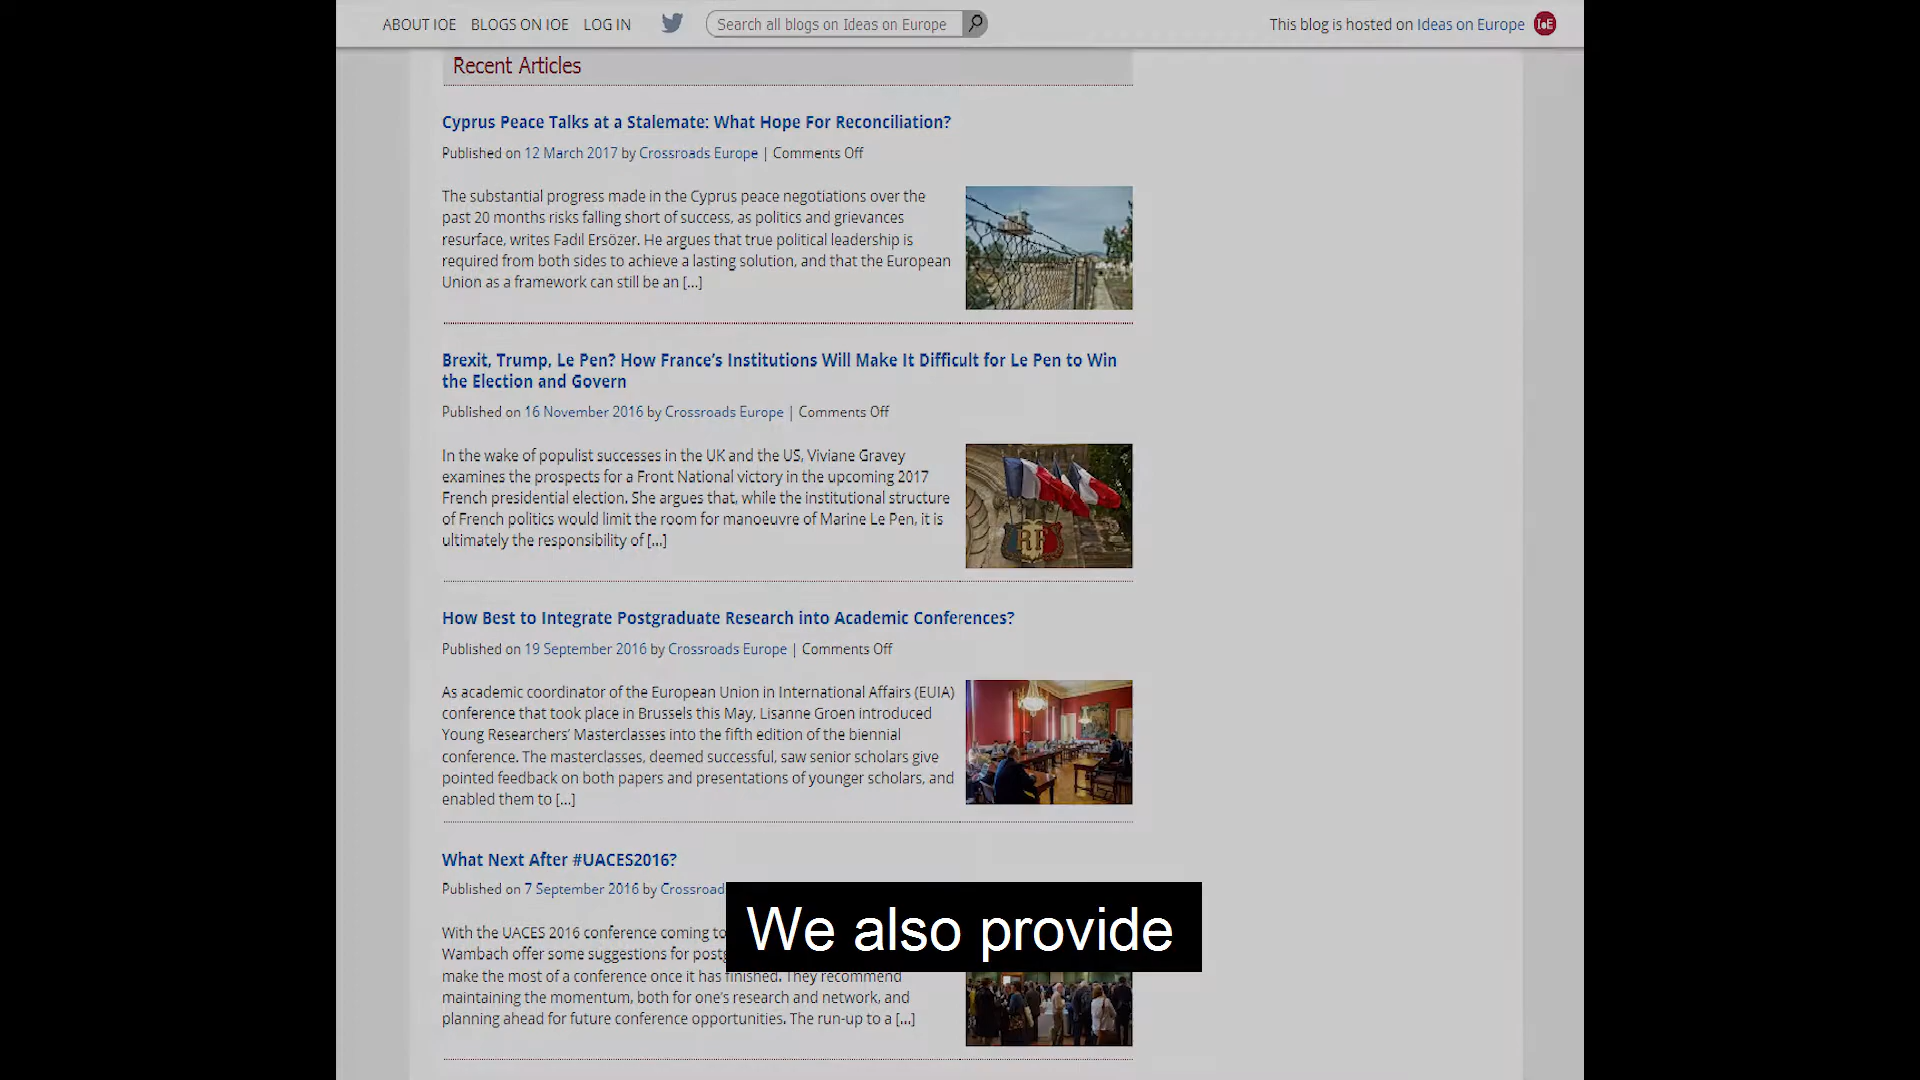 ABOUT IOE BLOGS ON IOE LOG IN Search all blogs on Ideas on Europe This blog is hosted on Ideas on Europe IoE
Recent Articles
Cyprus Peace Talks at a Stalemate: What Hope For Reconciliation?
Published on 12 March 2017 by Crossroads Europe | Comments Off
The substantial progress made in the Cyprus peace negotiations over the
past 20 months risks falling short of success, as politics and grievances
resurface, writes Fadıl Ersözer. He argues that true political leadership is
required from both sides to achieve a lasting solution, and that the European
Union as a framework can still be an [...]
Brexit, Trump, Le Pen? How France's Institutions Will Make It Difficult for Le Pen to Win
the Election and Govern
Published on 16 November 2016 by Crossroads Europe | Comments Off
In the wake of populist successes in the UK and the US, Viviane Gravey
examines the prospects for a Front National victory in the upcoming 2017
French presidential election. She argues that, while the institutional structure
of French politics would limit the room for manoeuvre of Marine Le Pen, it is
ultimately the responsibility of [...]
RF
How Best to Integrate Postgraduate Research into Academic Conferences?
Published on 19 September 2016 by Crossroads Europe | Comments Off
As academic coordinator of the European Union in International Affairs (EUIA)
conference that took place in Brussels this May, Lisanne Groen introduced
Young Researchers' Masterclasses into the fifth edition of the biennial
conference. The masterclasses, deemed successful, saw senior scholars give
pointed feedback on both papers and presentations of younger scholars, and
enabled them to [...]
What Next After #UACES2016?
Published on 7 September 2016 by Crossroad
With the UACES 2016 conference coming to
Wambach offer some suggestions for postg
make the most of a conference once it has finished. They recommend
maintaining the momentum, both for one's research and network, and
planning ahead for future conference opportunities. The run-up to a [...]
We also provide